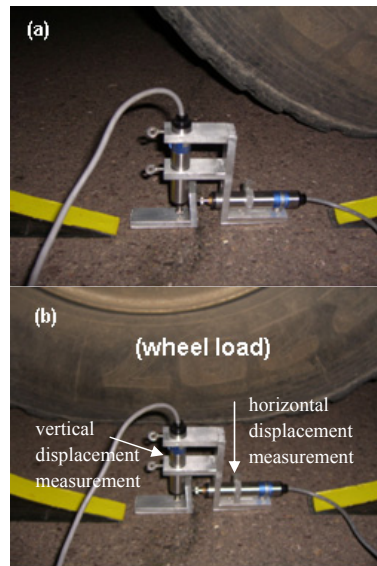 (a)
(b)
(wheel load)
vertical
displacement
measurement
horizontal
displacement
measurement